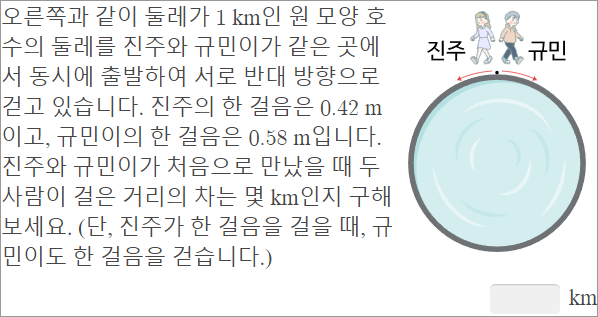 오른쪽과 같이 둘레가 1 km인 원 모양 호
수의 둘레를 진주와 규민이가 같은 곳에
서 동시에 출발하여 서로 반대 방향으로
걷고 있습니다. 진주의 한 걸음은 0.42 m
이고, 규민이의 한 걸음은 0.58 m입니다.
진주와 규민이가 처음으로 만났을 때 두
사람이 걸은 거리의 차는 몇 km인지 구해
보세요. (단, 진주가 한 걸음을 걸을 때, 규
민이도 한 걸음을 걷습니다.)
진주 규민
km